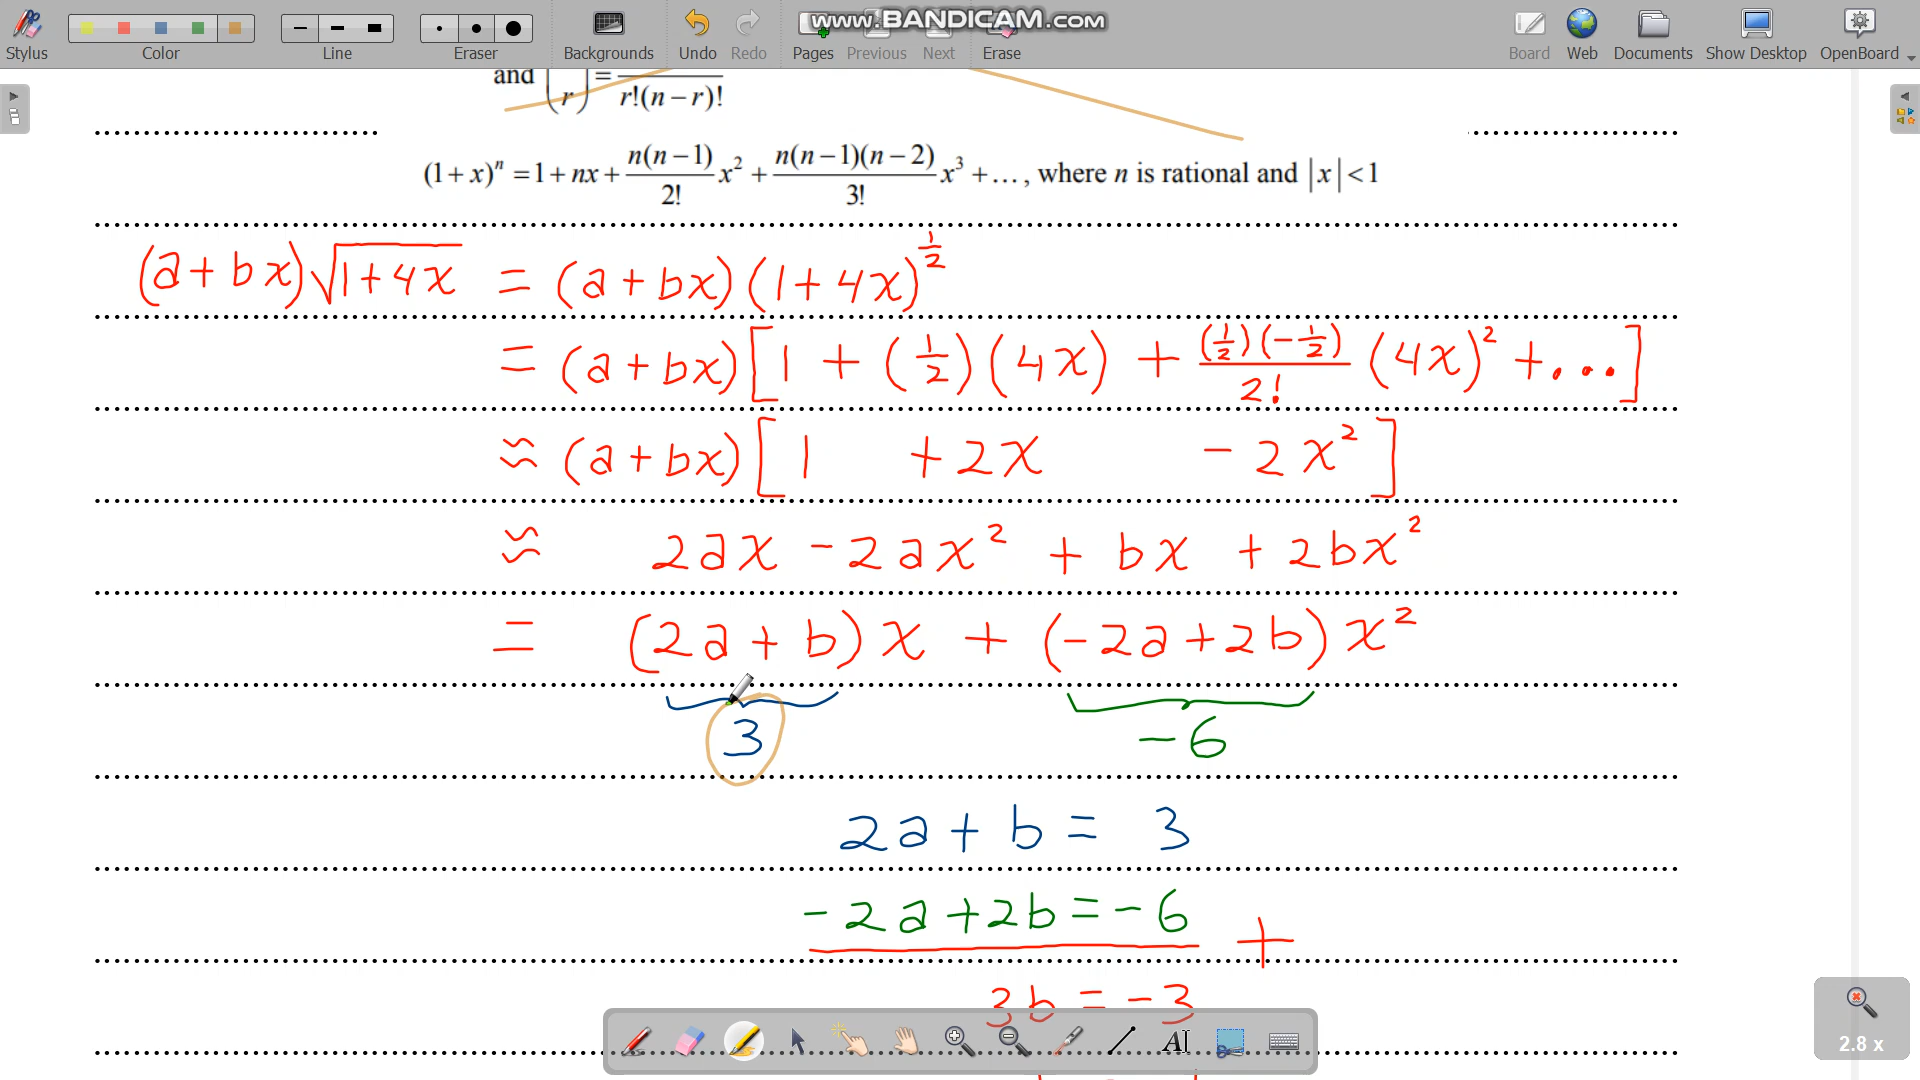 Stylus Color Line Eraser Backgrounds Undo Redo Pages Previous Next Erase Board Web Documents Show Desktop OpenBoard
www.BANDICAM.com
and (r) = r!(n − r)!
(1 + x)^n = 1 + nx + n(n − 1)/2! x² + n(n − 1)(n − 2)/3! x³ + … , where n is rational and |x| < 1
(a + bx)√(1 + 4x) = (a + bx)(1 + 4x)^(1/2)
= (a + bx)[1 + (1/2)(4x) + (1/2)(−1/2)/2! (4x)² + ...]
≈ (a + bx)[1 + 2x − 2x²]
≈ 2ax − 2ax² + bx + 2bx²
= (2a + b)x + (−2a + 2b)x²
3 −6
2a + b = 3
−2a + 2b = −6 +
3b = −3
AI
2.8 x